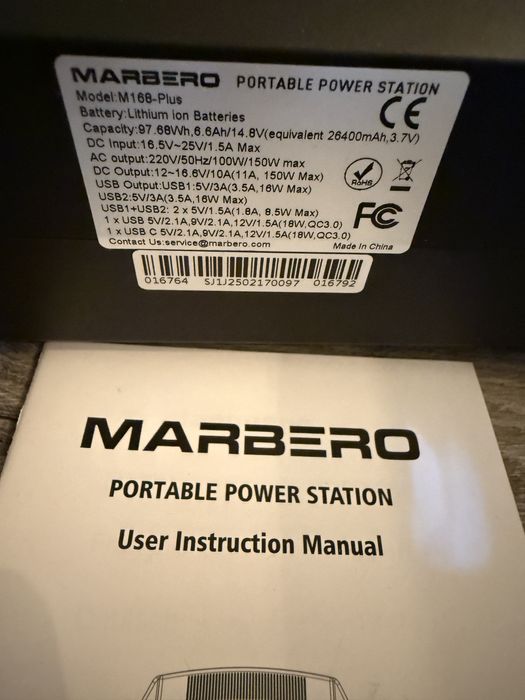 MARBERO PORTABLE POWER STATION
Model:M16B-Plus
Battery:Lithium ion Batteries
Capacity:97.68Wh,6.6Ah/14.8V(equivalent 26400mAh,3.7V)
DC Input:16.5V~25V/1.5A Max
AC output:220V/50Hz/100W/150W max
DC Output:12~16.6V/10A(11A, 150W Max)
USB Output:USB1:5V/3A(3.5A,16W Max)
USB2:5V/3A(3.5A,16W Max)
USB1+USB2: 2 x 5V/1.5A(1.8A, 8.5W Max)
1 x USB 5V/2.1A,9V/2.1A,12V/1.5A(18W,QC3.0)
1 x USB C 5V/2.1A,9V/2.1A,12V/1.5A(18W,QC3.0)
Contact Us:service@marbero.com
Made in China
CE
RoHS
FC
016764 SJ1J2502170097 016792
MARBERO
PORTABLE POWER STATION
User Instruction Manual